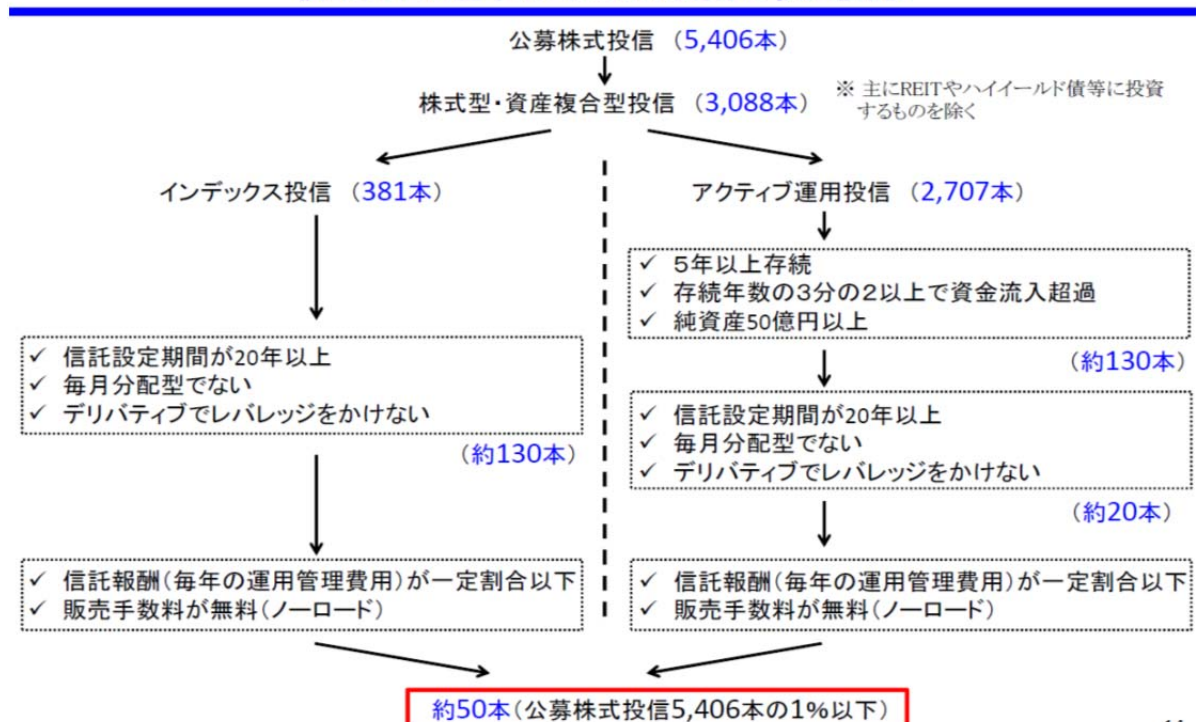 公募株式投信 (5,406本)
株式型・資産複合型投信 (3,088本)
※ 主にREITやハイイールド債等に投資
するものを除く
インデックス投信 (381本)
✓ 信託設定期間が20年以上
✓ 毎月分配型でない
✓ デリバティブでレバレッジをかけない
(約130本)
✓ 信託報酬(毎年の運用管理費用)が一定割合以下
✓ 販売手数料が無料(ノーロード)
アクティブ運用投信 (2,707本)
✓ 5年以上存続
✓ 存続年数の3分の2以上で資金流入超過
✓ 純資産50億円以上
(約130本)
✓ 信託設定期間が20年以上
✓ 毎月分配型でない
✓ デリバティブでレバレッジをかけない
(約20本)
✓ 信託報酬(毎年の運用管理費用)が一定割合以下
✓ 販売手数料が無料(ノーロード)
約50本(公募株式投信5,406本の1%以下)